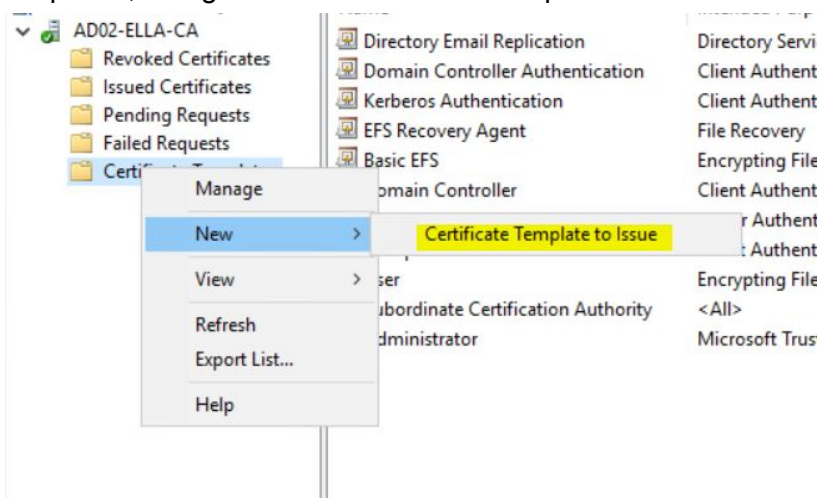 AD02-ELLA-CA
Revoked Certificates
Issued Certificates
Pending Requests
Failed Requests
Directory Email Replication Directory Servi
Domain Controller Authentication Client Authent
Kerberos Authentication Client Authent
EFS Recovery Agent File Recovery
Basic EFS Encrypting File
omain Controller Client Authent
r Authent
Authent
ser Encrypting File
ubordinate Certification Authority <All>
dministrator Microsoft Trus
Manage
New > Certificate Template to Issue
View >
Refresh
Export List...
Help